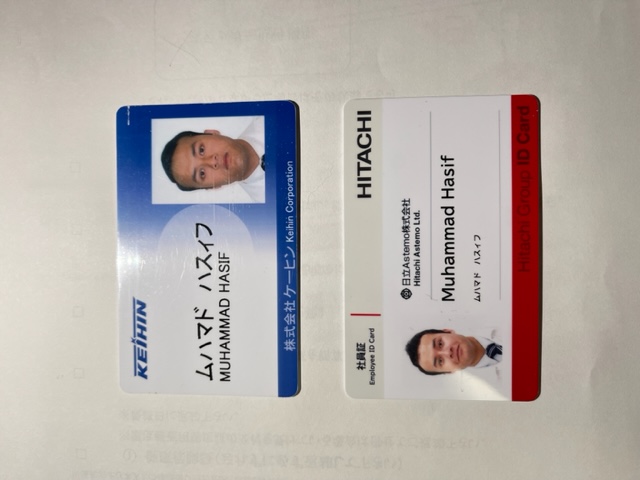 KEIHIN
ムハマド ハスィフ
MUHAMMAD HASIF
株式会社 ケーヒン Keihin Corporation
社員証
Employee ID Card
HITACHI
日立Astemo株式会社
Hitachi Astemo Ltd.
Muhammad Hasif
ムハマド ハスィフ
Hitachi Group ID Card